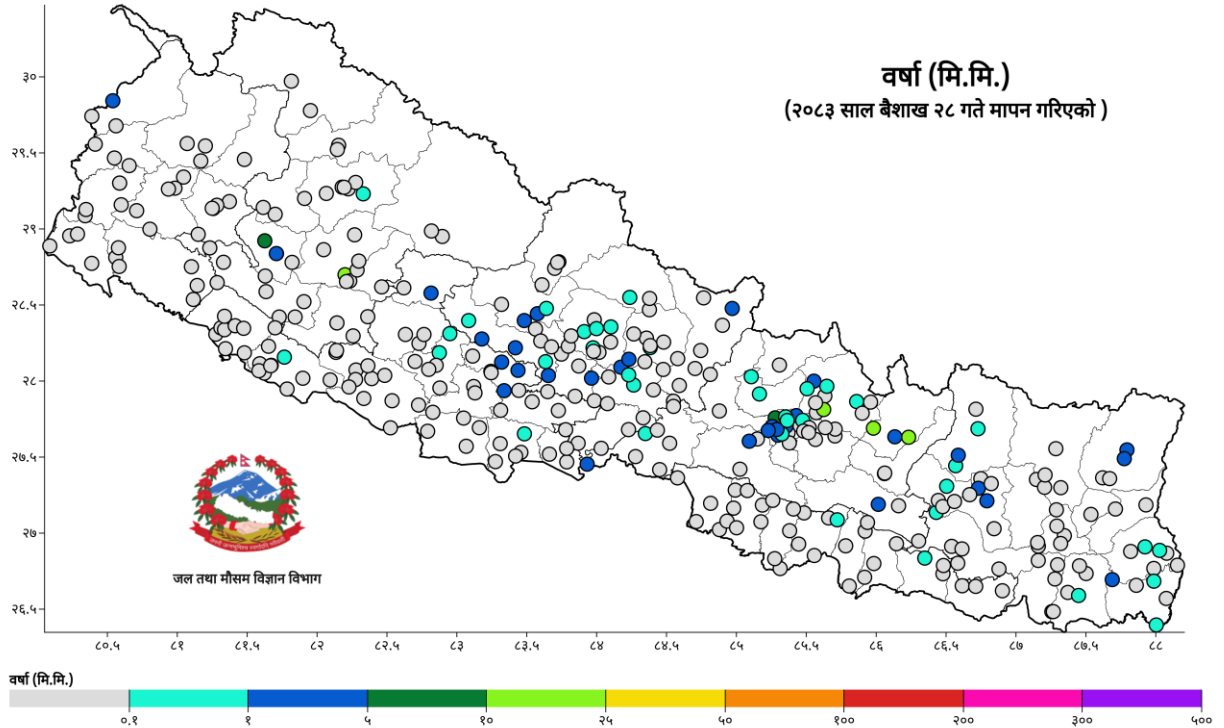 वर्षा (मि.मि.)
(२०८३ साल बैशाख २८ गते मापन गरिएको )
३०
२९.५
२९
२८.५
२८
२७.५
२७
२६.५
जल तथा मौसम विज्ञान विभाग
८०.५ ८१ ८१.५ ८२ ८२.५ ८३ ८३.५ ८४ ८४.५ ८५ ८५.५ ८६ ८६.५ ८७ ८७.५ ८८
वर्षा (मि.मि.)
०.१ १ ५ १० २५ ५० १०० २०० ३०० ५००